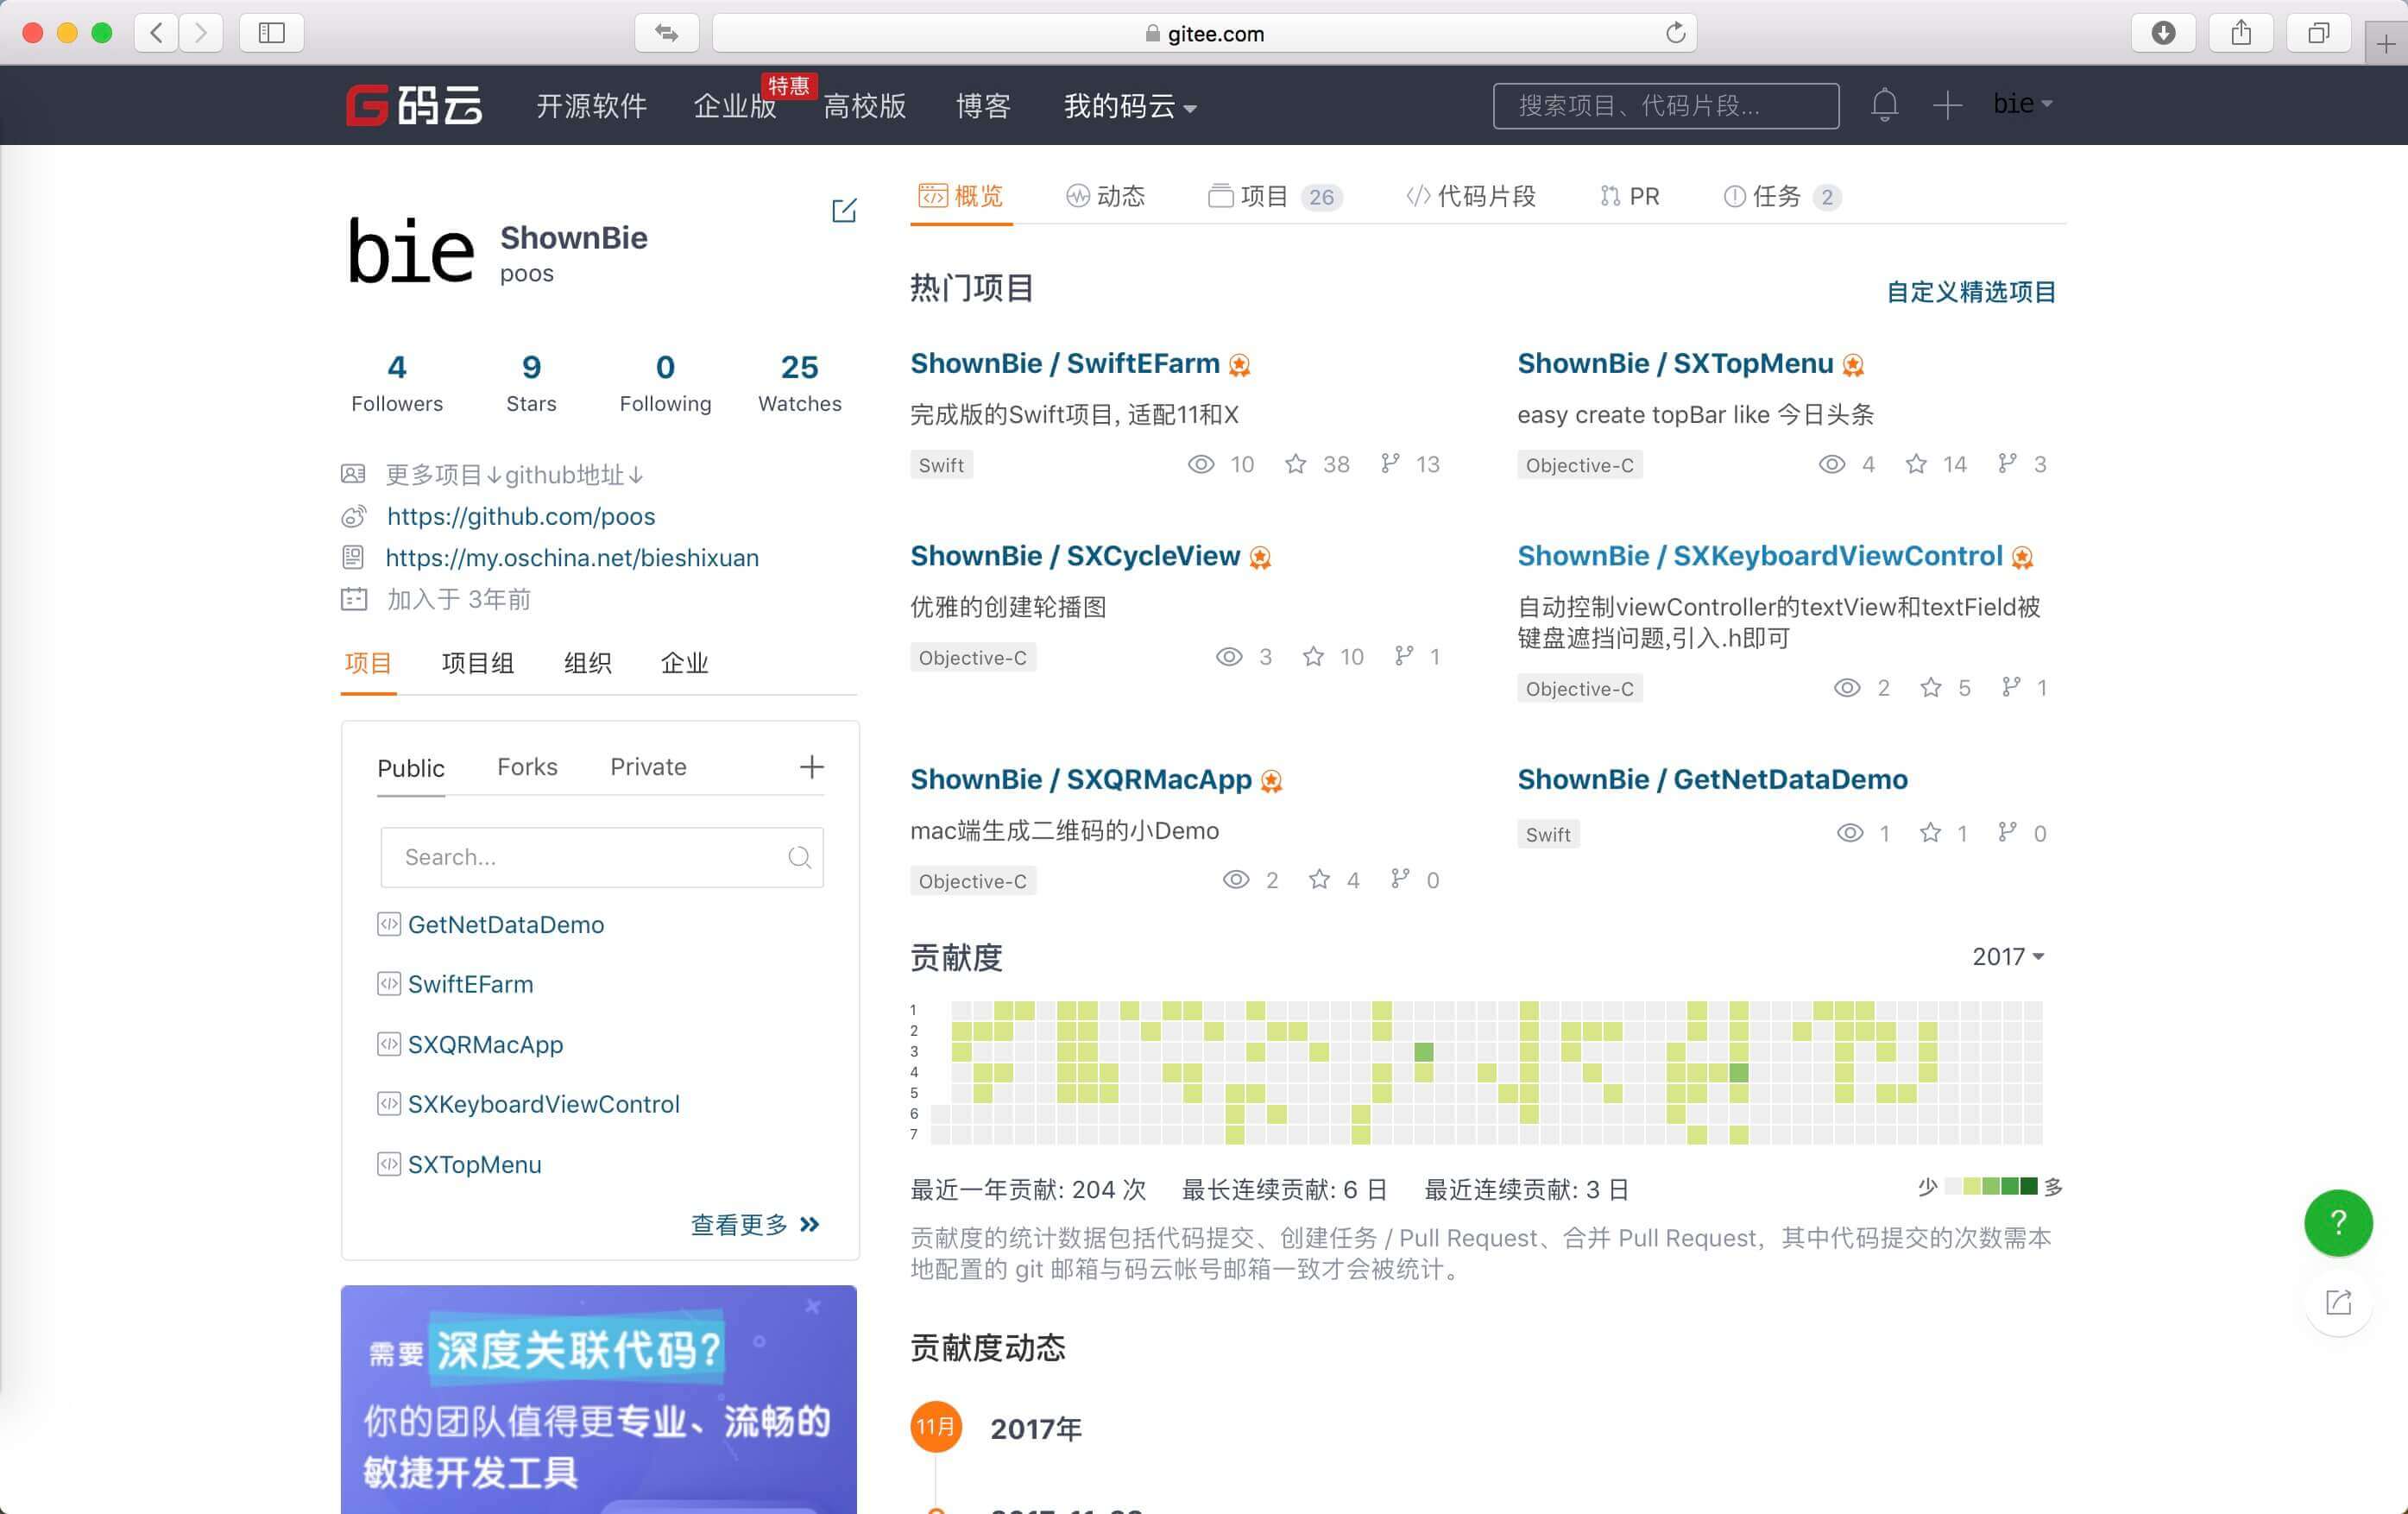 gitee.com
码云
开源软件
企业版
特惠
高校版
博客
我的码云
搜索项目、代码片段...
bie
bie
ShownBie
poos
4
Followers
9
Stars
0
Following
25
Watches
更多项目↓github地址↓
https://github.com/poos
https://my.oschina.net/bieshixuan
加入于 3年前
项目 项目组 组织 企业
Public Forks Private
Search...
GetNetDataDemo
SwiftEFarm
SXQRMacApp
SXKeyboardViewControl
SXTopMenu
查看更多
需要 深度关联代码?
你的团队值得更专业、流畅的
敏捷开发工具
概览 动态 项目 26 代码片段 PR 任务 2
热门项目
自定义精选项目
ShownBie / SwiftEFarm
完成版的Swift项目, 适配11和X
Swift 10 38 13
ShownBie / SXTopMenu
easy create topBar like 今日头条
Objective-C 4 14 3
ShownBie / SXCycleView
优雅的创建轮播图
Objective-C 3 10 1
ShownBie / SXKeyboardViewControl
自动控制viewController的textView和textField被
键盘遮挡问题,引入.h即可
Objective-C 2 5 1
ShownBie / SXQRMacApp
mac端生成二维码的小Demo
Objective-C 2 4 0
ShownBie / GetNetDataDemo
Swift 1 1 0
贡献度
2017
1
2
3
4
5
6
7
最近一年贡献: 204 次 最长连续贡献: 6 日 最近连续贡献: 3 日
少 多
贡献度的统计数据包括代码提交、创建任务 / Pull Request、合并 Pull Request，其中代码提交的次数需本
地配置的 git 邮箱与码云帐号邮箱一致才会被统计。
?
贡献度动态
11月
2017年